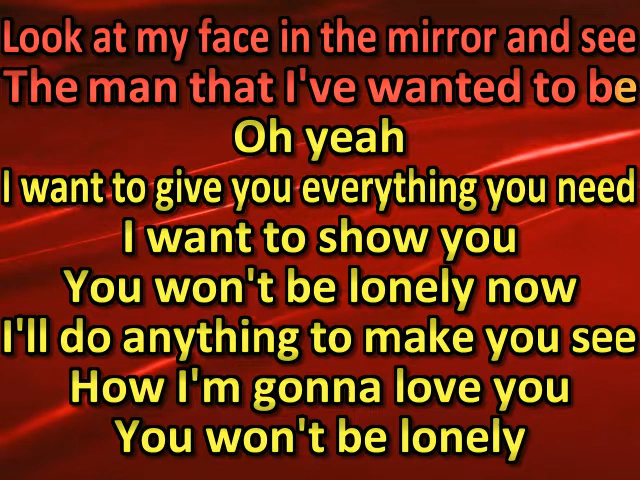 Look at my face in the mirror and see
The man that I've wanted to be
Oh yeah
I want to give you everything you need
I want to show you
You won't be lonely now
I'll do anything to make you see
How I'm gonna love you
You won't be lonely